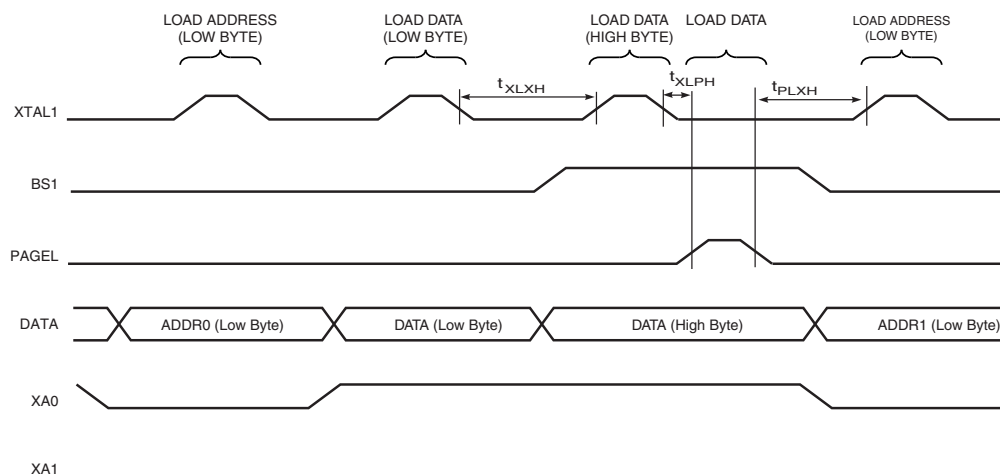 LOAD ADDRESS
(LOW BYTE)
LOAD DATA
(LOW BYTE)
LOAD DATA
(HIGH BYTE)
LOAD DATA
LOAD ADDRESS
(LOW BYTE)
XTAL1
tXLXH
tXLPH
tPLXH
BS1
PAGEL
DATA
ADDR0 (Low Byte)
DATA (Low Byte)
DATA (High Byte)
ADDR1 (Low Byte)
XA0
XA1